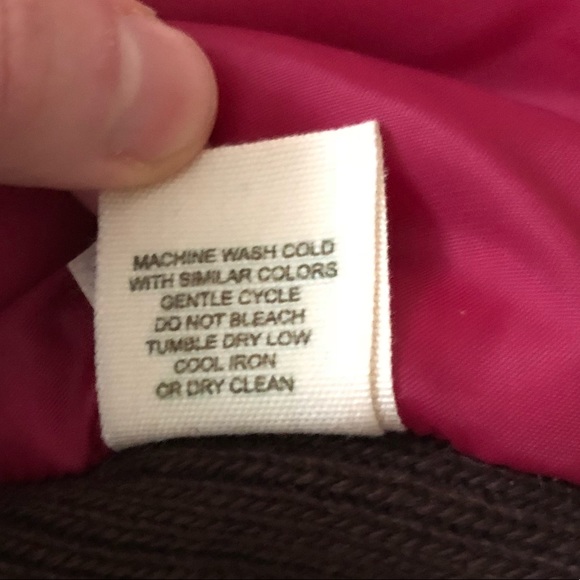 MACHINE WASH COLD
WITH SIMILAR COLORS
GENTLE CYCLE
DO NOT BLEACH
TUMBLE DRY LOW
COOL IRON
OR DRY CLEAN